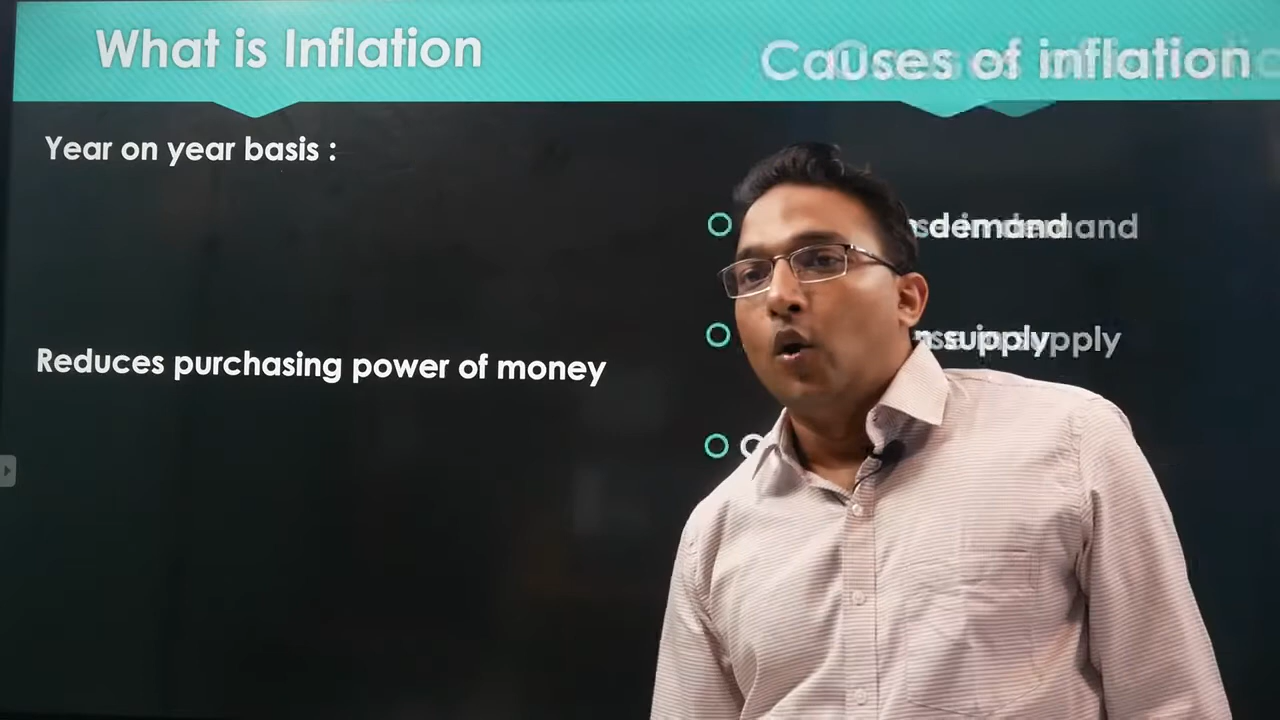 What is Inflation
Year on year basis :
Reduces purchasing power of money
Causes of inflation
demand
supply